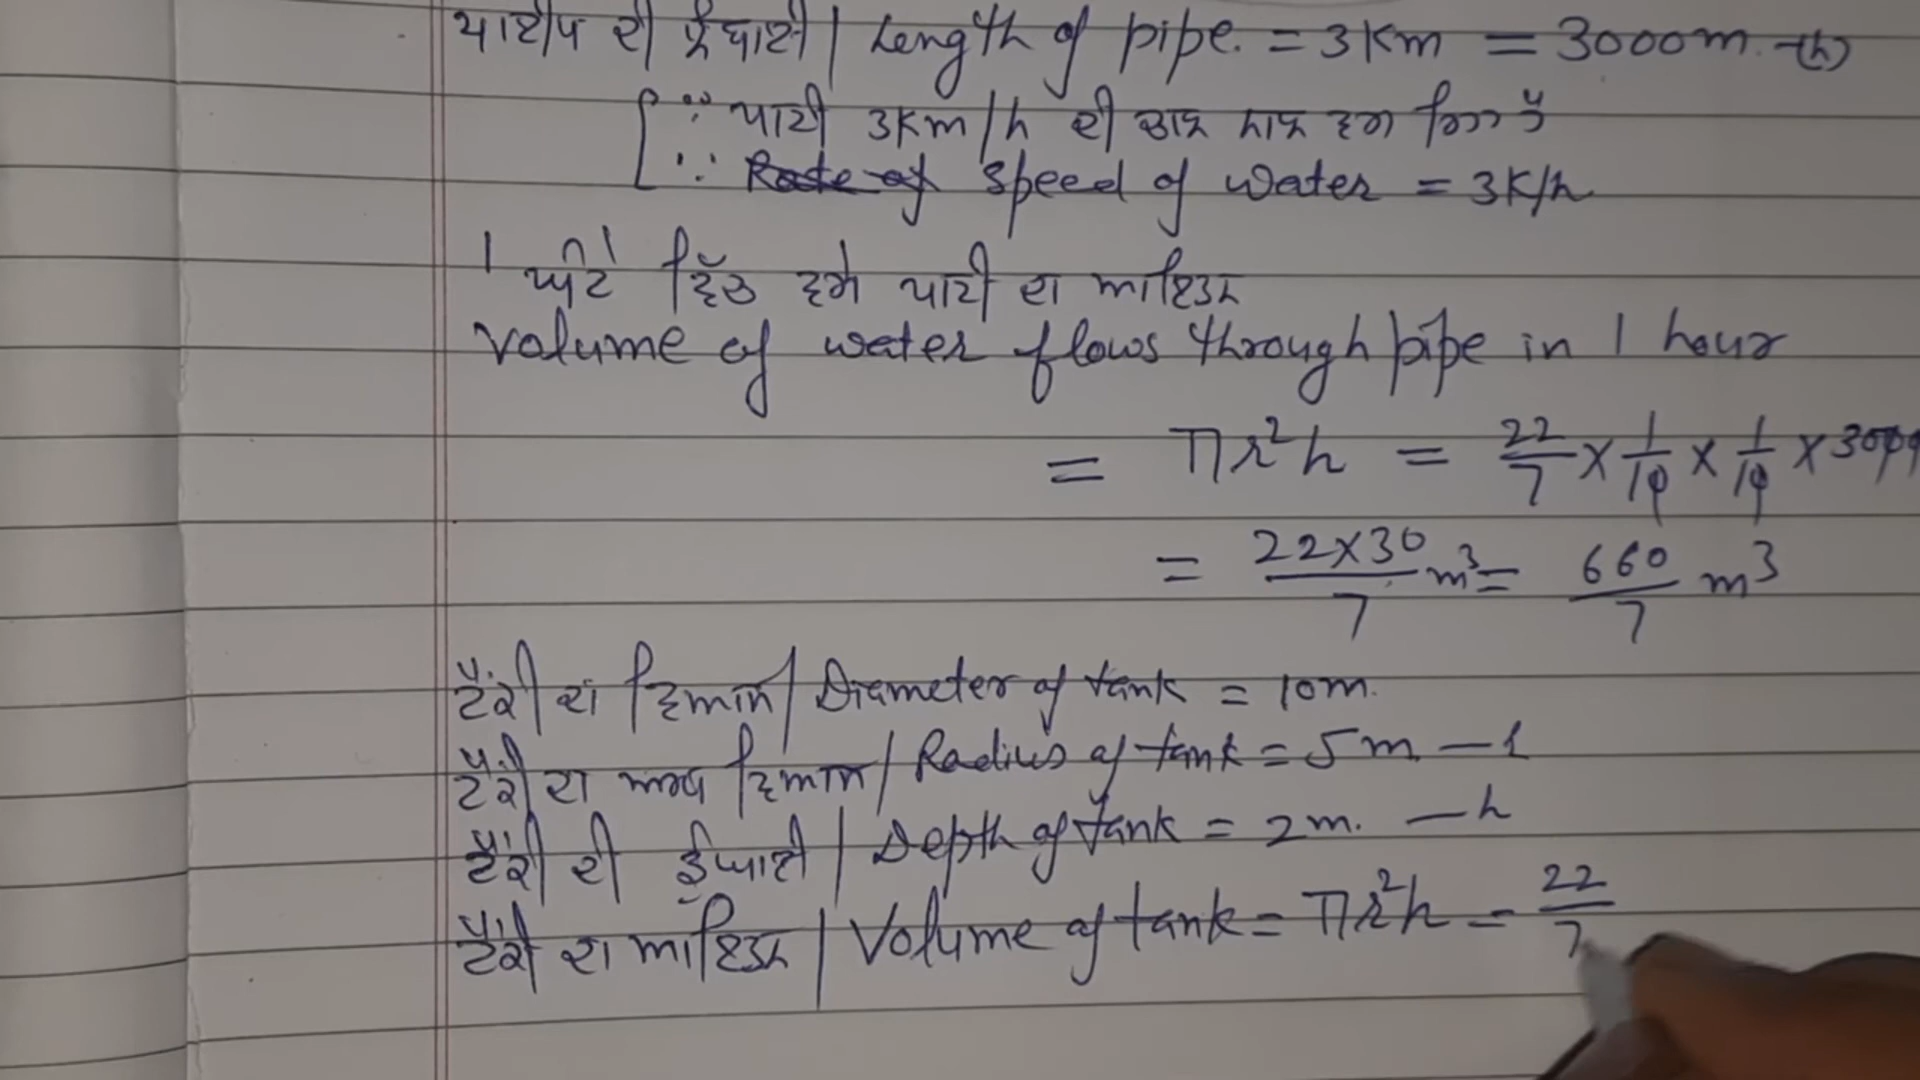 ਪਾਈਪ ਦੀ ਉਚਾਈ / Length of pipe. = 3Km = 3000m. (h)
∵ ਪਾਣੀ 3Km/h ਦੀ ਚਾਲ ਨਾਲ ਵਗ ਰਿਹਾ ਹੈ
∵ speed of water = 3K/h
1 ਘੰਟੇ ਵਿੱਚ ਵਗੇ ਪਾਣੀ ਦਾ ਆਇਤਨ
Volume of water flows through pipe in 1 hour
= πr²h = 22/7 × 1/10 × 1/10 × 3000
= 22×30/7 m³ = 660/7 m³
ਟੈਂਕੀ ਦਾ ਵਿਆਸ / Diameter of tank = 10m.
ਟੈਂਕੀ ਦਾ ਅਰਧ ਵਿਆਸ / Radius of tank = 5m — r
ਟੈਂਕੀ ਦੀ ਡੂੰਘਾਈ / Depth of tank = 2m. — h
ਟੈਂਕੀ ਦਾ ਆਇਤਨ / Volume of tank = πr²h = 22/7